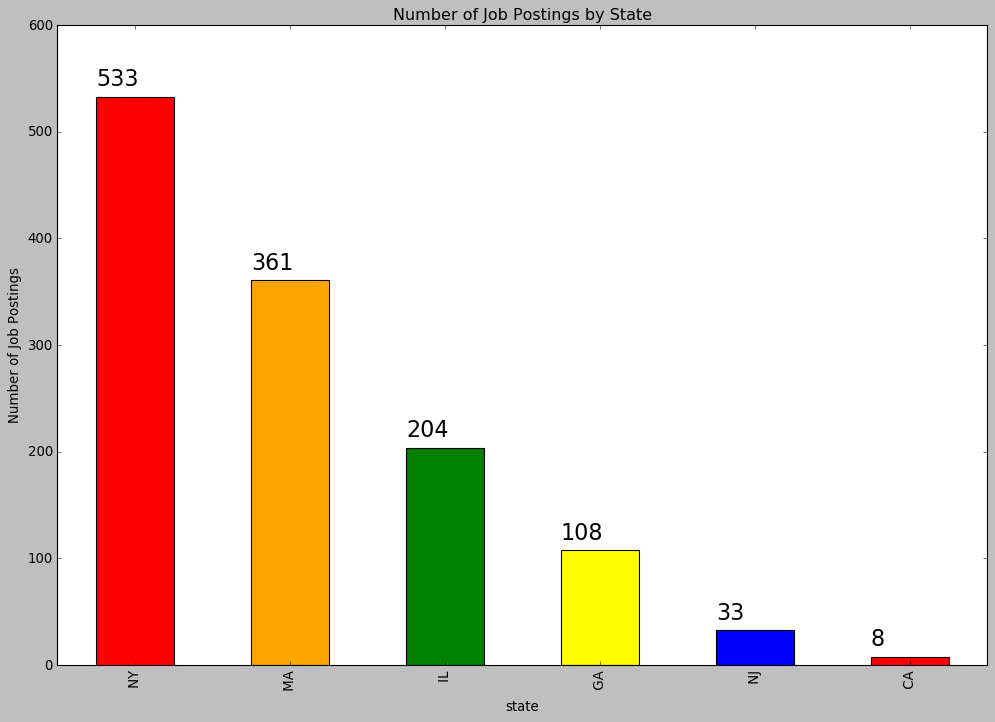 Number of Job Postings by State
600
500
400
300
200
100
0
Number of Job Postings
533
361
204
108
33
8
NY
MA
IL
GA
NJ
CA
state